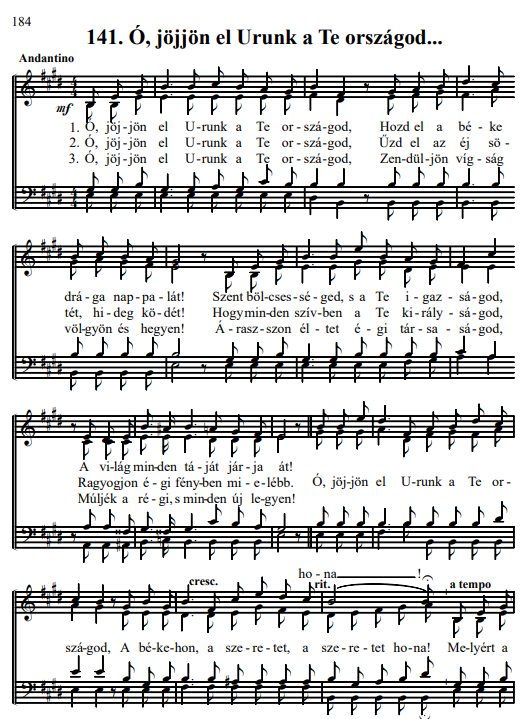 184
141. Ó, jöjjön el Urunk a Te országod...
Andantino
mf
1. Ó, jöj-jön el U-runk a Te or-szá-god, Hozd el a bé-ke
2. Ó, jöj-jön el U-runk a Te or-szá-god, Űzd el az éj sö-
3. Ó, jöj-jön el U-runk a Te or-szá-god, Zen-dül-jön víg-ság
drá-ga nap-pa-lát! Szent böl-cses-sé-ged, s a Te i-gaz-sá-god,
tét, hi-deg kö-dét! Hogy min-den szív-ben a Te ki-rály-sá-god,
völ-gyön és he-gyen! Á-rasz-szon él-tet é-gi tár-sa-sá-god,
A vi-lág min-den tá-ját jár-ja át!
Ragyogjon é-gi fény-ben mi-e-lébb. Ó, jöj-jön el U-runk a Te or-
Múljék a ré-gi, s min-den új le-gyen!
ho-na !
cresc. rit. a tempo
szá-god, A bé-ke-hon, a sze-re-tet, a sze-re-tet ho-na! Me-lyért a